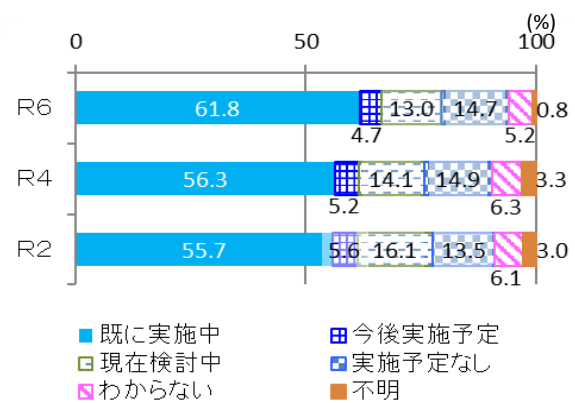 (%)
0 50 100
R6 61.8 4.7 13.0 14.7 5.2 0.8
R4 56.3 5.2 14.1 14.9 6.3 3.3
R2 55.7 5.6 16.1 13.5 6.1 3.0
既に実施中 今後実施予定
現在検討中 実施予定なし
わからない 不明